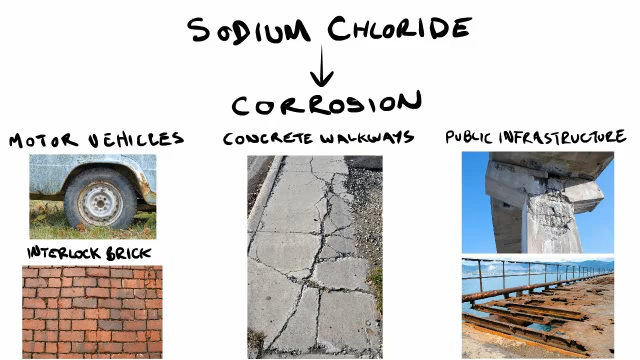 SODIUM CHLORIDE
CORROSION
MOTOR VEHICLES
CONCRETE WALKWAYS
PUBLIC INFRASTRUCTURE
INTERLOCK BRICK